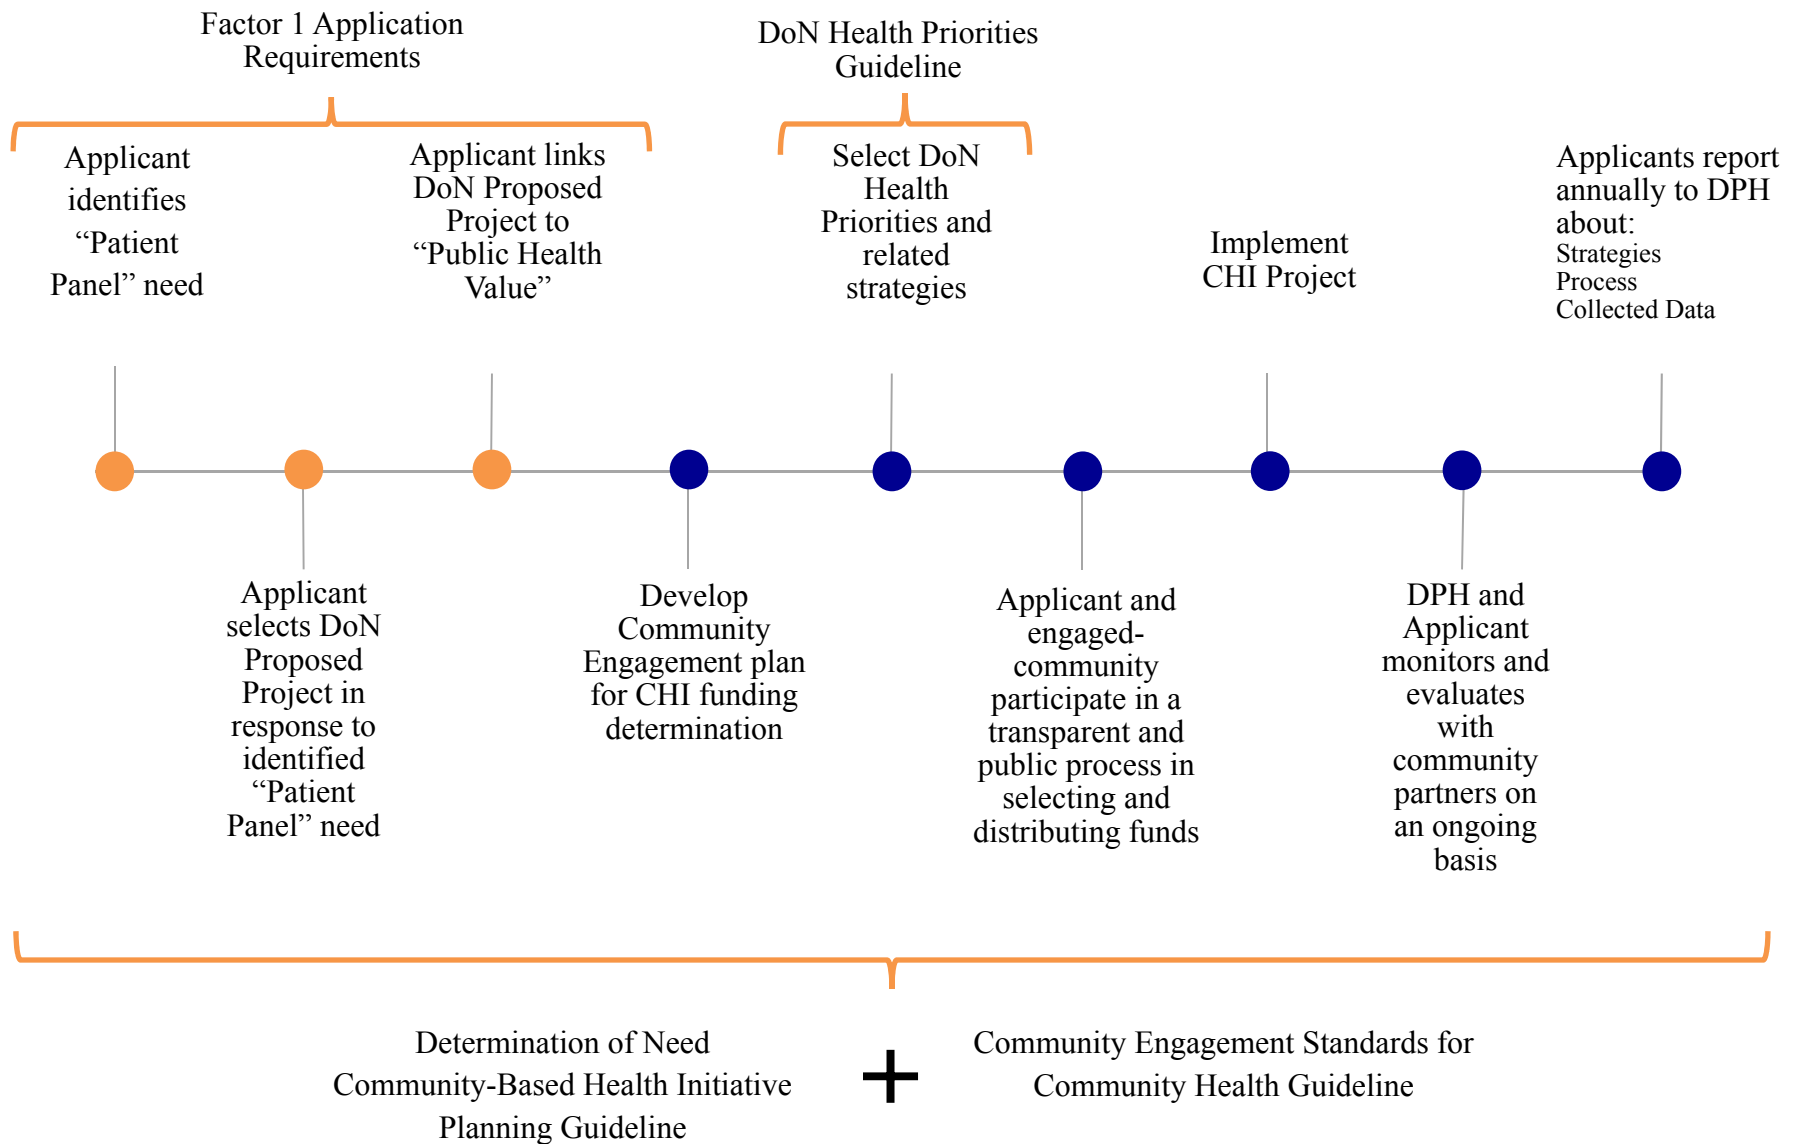 Factor 1 Application
Requirements
DoN Health Priorities
Guideline
Applicant
identifies
“Patient
Panel” need
Applicant links
DoN Proposed
Project to
“Public Health
Value”
Select DoN
Health
Priorities and
related
strategies
Implement
CHI Project
Applicants report
annually to DPH
about:
Strategies
Process
Collected Data
Applicant
selects DoN
Proposed
Project in
response to
identified
“Patient
Panel” need
Develop
Community
Engagement plan
for CHI funding
determination
Applicant and
engaged-
community
participate in a
transparent and
public process in
selecting and
distributing funds
DPH and
Applicant
monitors and
evaluates
with
community
partners on
an ongoing
basis
Determination of Need
Community-Based Health Initiative
Planning Guideline
+
Community Engagement Standards for
Community Health Guideline